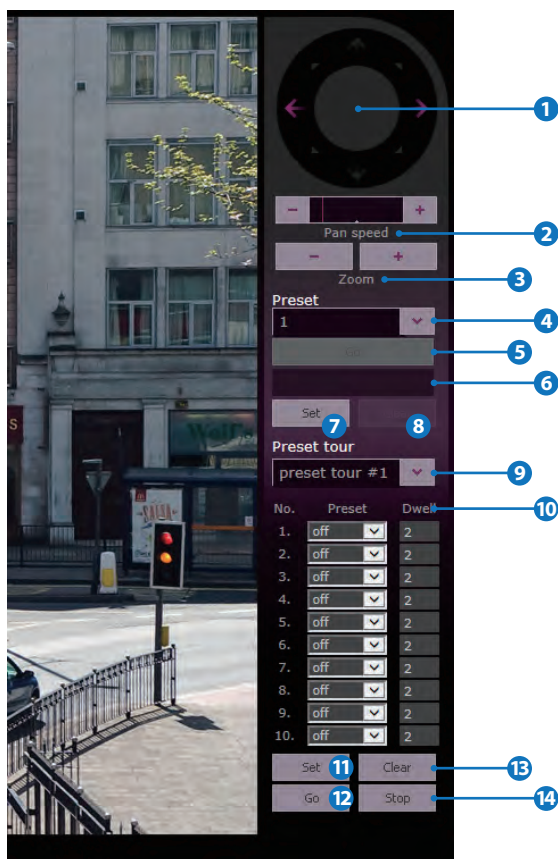 1
− +
Pan speed 2
− +
Zoom 3
Preset
1 4
Go 5
6
Set 7 8
Preset tour
preset tour #1 9
No. Preset Dwell 10
1. off 2
2. off 2
3. off 2
4. off 2
5. off 2
6. off 2
7. off 2
8. off 2
9. off 2
10. off 2
Set 11 Clear 13
Go 12 Stop 14
S